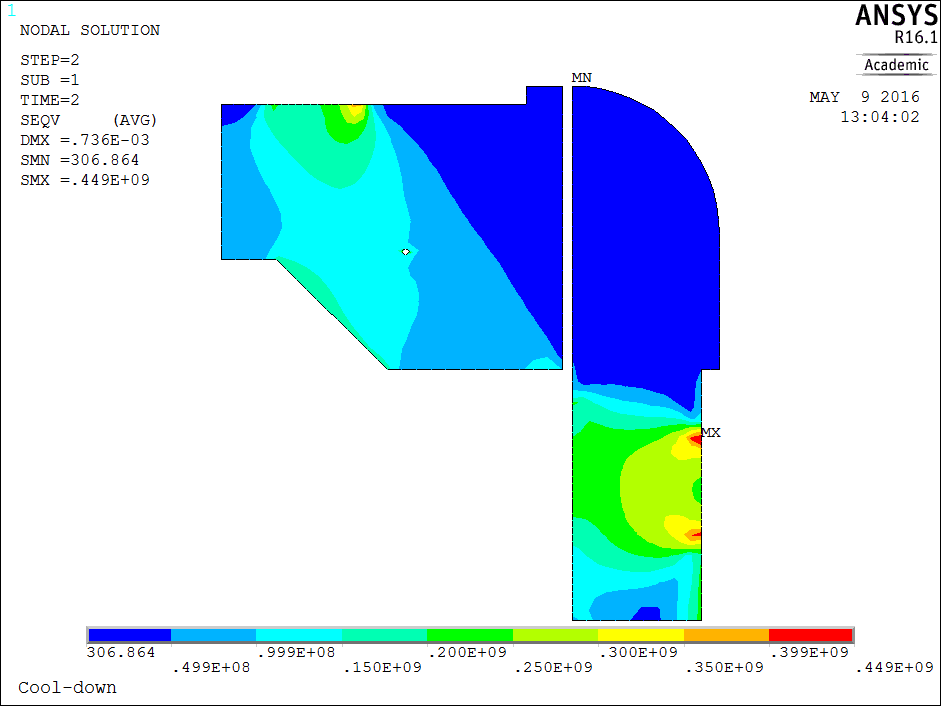 1
NODAL SOLUTION
STEP=2
SUB =1
TIME=2
SEQV     (AVG)
DMX =.736E-03
SMN =306.864
SMX =.449E+09
ANSYS
R16.1
Academic
MAY  9 2016
13:04:02
MN
MX
306.864 .499E+08 .999E+08 .150E+09 .200E+09 .250E+09 .300E+09 .350E+09 .399E+09 .449E+09
Cool-down